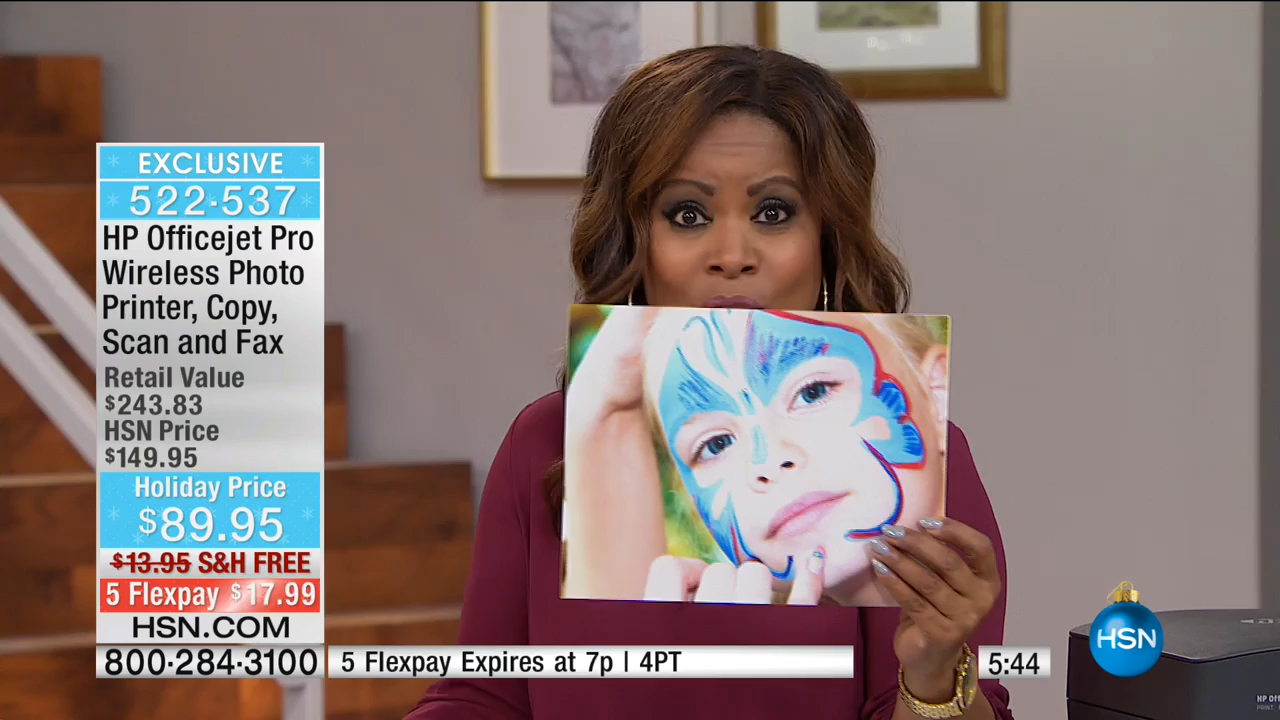 EXCLUSIVE
522·537
HP Officejet Pro
Wireless Photo
Printer, Copy,
Scan and Fax
Retail Value
$243.83
HSN Price
$149.95
Holiday Price
$89.95
$13.95 S&H FREE
5 Flexpay $17.99
HSN.COM
800·284·3100
5 Flexpay Expires at 7p | 4PT
5:44
HSN